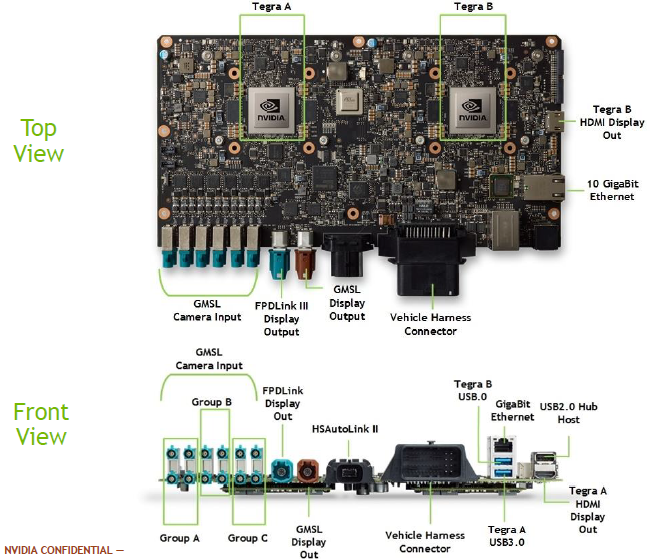 Tegra A
Tegra B
NVIDIA
NVIDIA
Top
View
Tegra B
HDMI Display
Out
10 GigaBit
Ethernet
GMSL
Camera Input
FPDLink III
Display
Output
GMSL
Display
Output
Vehicle Harness
Connector
Front
View
GMSL
Camera Input
Group B
FPDLink
Display
Out
HSAutoLink II
Tegra B
USB.0
GigaBit
Ethernet
USB2.0 Hub
Host
Group A
Group C
GMSL
Display
Out
Vehicle Harness
Connector
Tegra A
USB3.0
Tegra A
HDMI
Display
Out
NVIDIA CONFIDENTIAL —